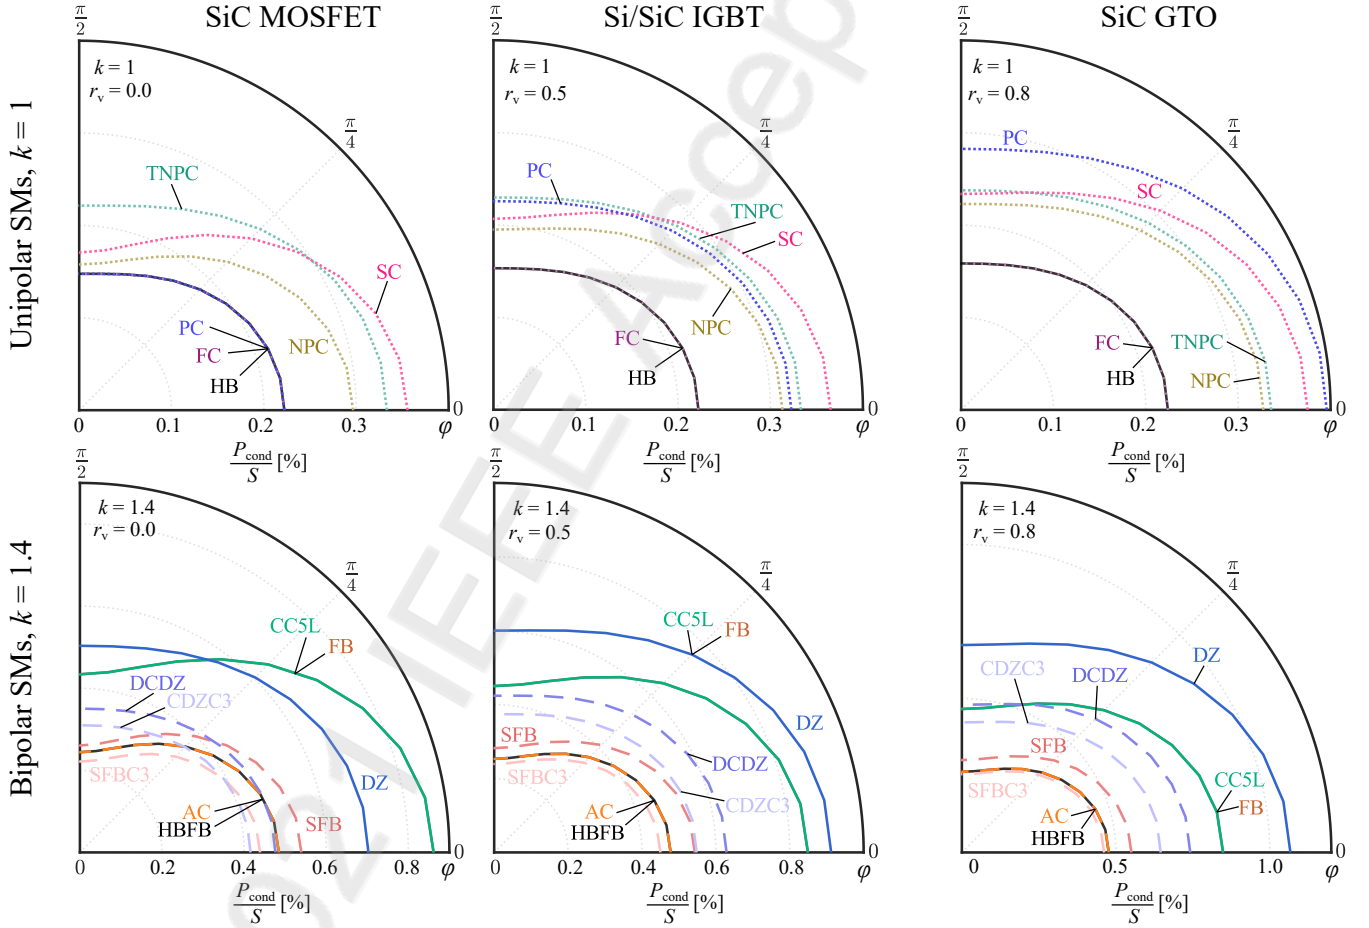 SiC MOSFET
Si/SiC IGBT
SiC GTO
Unipolar SMs, k = 1
π/2
k = 1
r_v = 0.0
π/4
TNPC
SC
PC
FC
HB
NPC
0
0 0.1 0.2 0.3 φ
P_cond/S [%]
π/2
k = 1
r_v = 0.5
π/4
PC
TNPC
SC
NPC
FC
HB
0
0 0.1 0.2 0.3 φ
P_cond/S [%]
π/2
k = 1
r_v = 0.8
π/4
PC
SC
FC
HB
TNPC
NPC
0
0 0.1 0.2 0.3 φ
P_cond/S [%]
Bipolar SMs, k = 1.4
π/2
k = 1.4
r_v = 0.0
π/4
CC5L
FB
DCDZ
CDZC3
SFBC3
DZ
AC
HBFB
SFB
0
0 0.2 0.4 0.6 0.8 φ
P_cond/S [%]
π/2
k = 1.4
r_v = 0.5
π/4
CC5L
FB
DZ
SFB
SFBC3
DCDZ
CDZC3
AC
HBFB
0
0 0.2 0.4 0.6 0.8 φ
P_cond/S [%]
π/2
k = 1.4
r_v = 0.8
π/4
CDZC3
DCDZ
DZ
SFB
SFBC3
CC5L
FB
AC
HBFB
0
0 0.5 1.0 φ
P_cond/S [%]
021 IEEE Accep